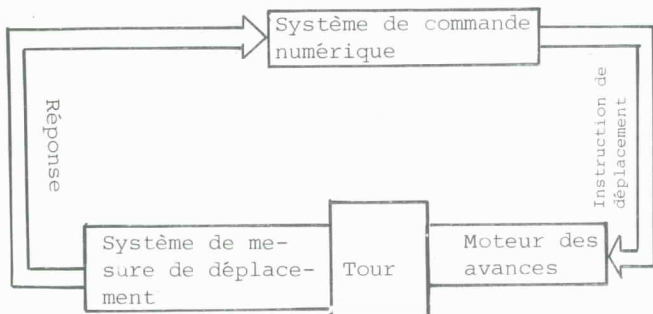 Système de commande
numérique
Réponse
Instruction de
déplacement
Système de me-
sure de déplace-
ment
Tour
Moteur des
avances